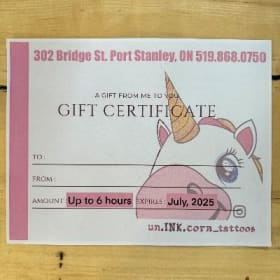 302 Bridge St. Port Stanley, ON 519.868.0750
A GIFT FROM ME TO YOU
GIFT CERTIFICATE
TO:
FROM:
AMOUNT: Up to 6 hours EXPIRES: July, 2025
un.INK.corn_tattoos